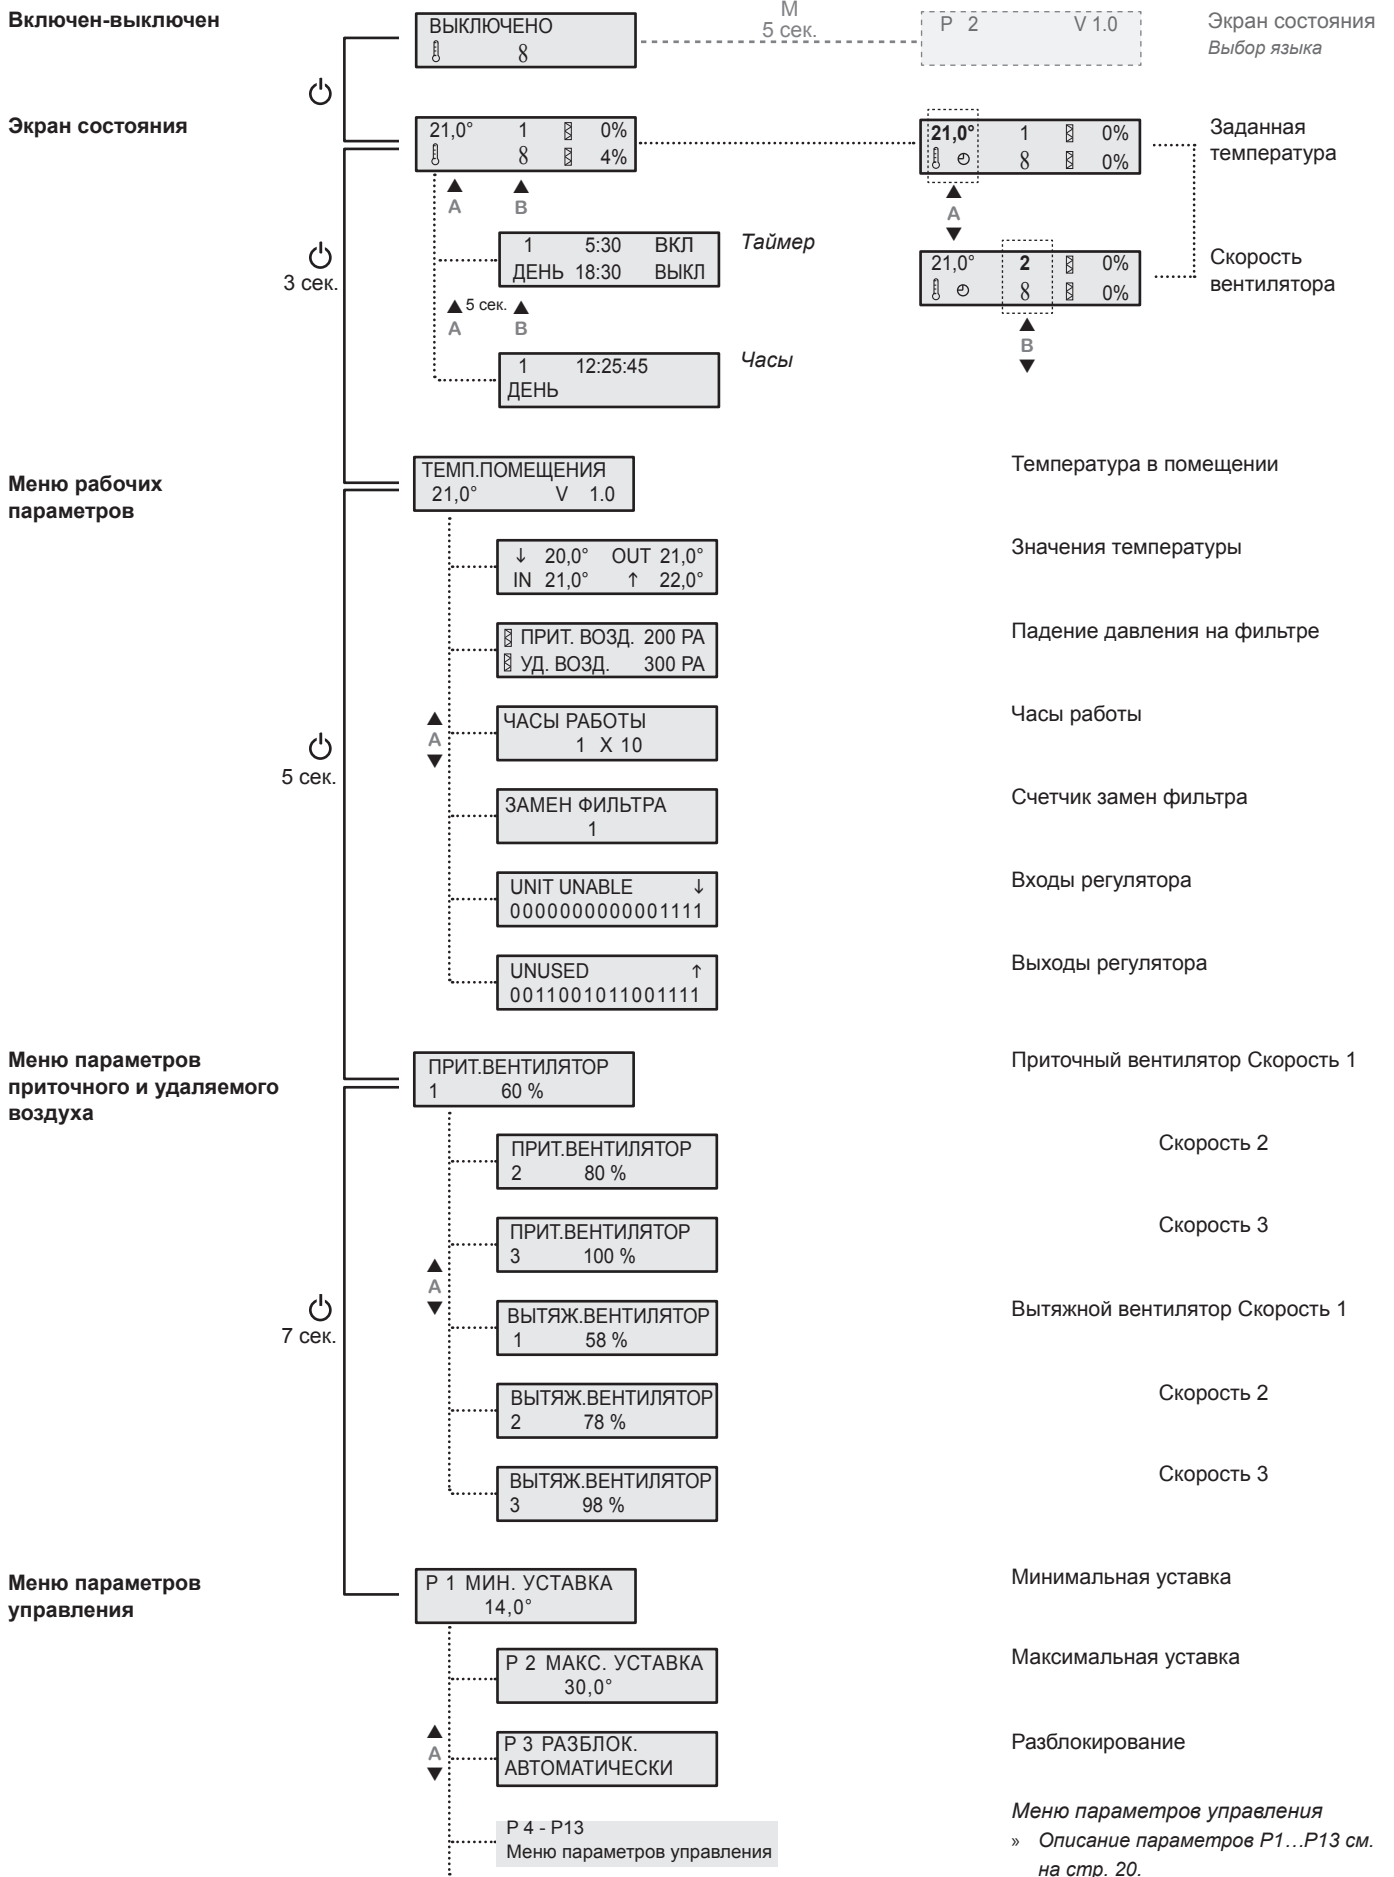 Включен-выключен
ВЫКЛЮЧЕНО
8
M
5 сек.
P 2 V 1.0
Экран состояния
Выбор языка
Экран состояния
21,0° 1 0%
8 4%
A B
21,0° 1 0%
8 0%
Заданная
температура
A
3 сек.
1 5:30 ВКЛ
ДЕНЬ 18:30 ВЫКЛ
Таймер
21,0° 2 0%
8 0%
Скорость
вентилятора
B
5 сек.
A B
1 12:25:45
ДЕНЬ
Часы
Меню рабочих
параметров
ТЕМП.ПОМЕЩЕНИЯ
21,0° V 1.0
Температура в помещении
↓ 20,0° OUT 21,0°
IN 21,0° ↑ 22,0°
Значения температуры
ПРИТ. ВОЗД. 200 PA
УД. ВОЗД. 300 PA
Падение давления на фильтре
A
5 сек.
ЧАСЫ РАБОТЫ
1 X 10
Часы работы
ЗАМЕН ФИЛЬТРА
1
Счетчик замен фильтра
UNIT UNABLE ↓
0000000000001111
Входы регулятора
UNUSED ↑
0011001011001111
Выходы регулятора
Меню параметров
приточного и удаляемого
воздуха
ПРИТ.ВЕНТИЛЯТОР
1 60 %
Приточный вентилятор Скорость 1
ПРИТ.ВЕНТИЛЯТОР
2 80 %
Скорость 2
ПРИТ.ВЕНТИЛЯТОР
3 100 %
Скорость 3
A
7 сек.
ВЫТЯЖ.ВЕНТИЛЯТОР
1 58 %
Вытяжной вентилятор Скорость 1
ВЫТЯЖ.ВЕНТИЛЯТОР
2 78 %
Скорость 2
ВЫТЯЖ.ВЕНТИЛЯТОР
3 98 %
Скорость 3
Меню параметров
управления
P 1 МИН. УСТАВКА
14,0°
Минимальная уставка
P 2 МАКС. УСТАВКА
30,0°
Максимальная уставка
A
P 3 РАЗБЛОК.
АВТОМАТИЧЕСКИ
Разблокирование
P 4 - P13
Меню параметров управления
Меню параметров управления
» Описание параметров P1…P13 см.
на стр. 20.